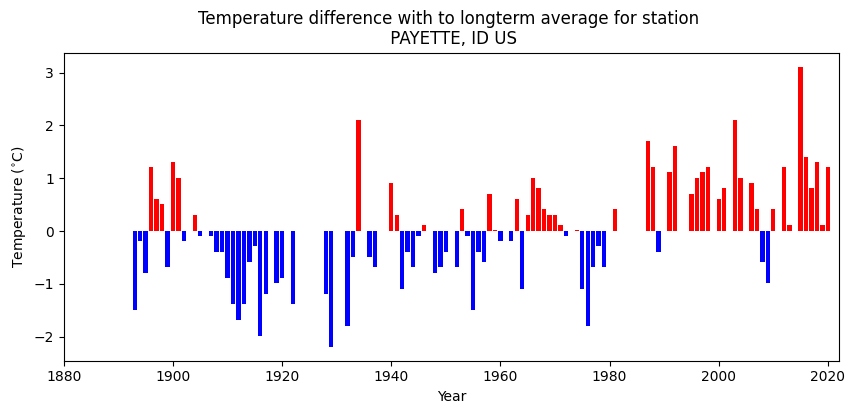 Temperature difference with to longterm average for station
PAYETTE, ID US
Temperature (°C)
3
2
1
0
−1
−2
1880 1900 1920 1940 1960 1980 2000 2020
Year